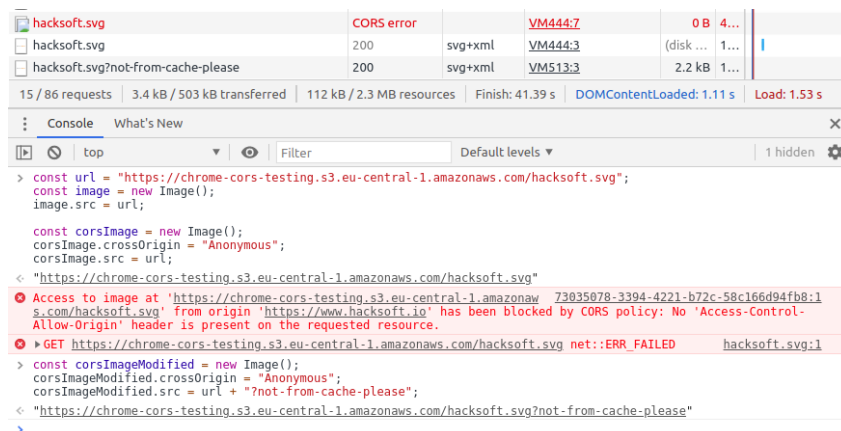 hacksoft.svg CORS error VM444:7 0 B 4...
hacksoft.svg 200 svg+xml VM444:3 (disk ... 1...
hacksoft.svg?not-from-cache-please 200 svg+xml VM513:3 2.2 kB 1...
15 / 86 requests 3.4 kB / 503 kB transferred 112 kB / 2.3 MB resources Finish: 41.39 s DOMContentLoaded: 1.11 s Load: 1.53 s
Console What's New
top Filter Default levels 1 hidden
const url = "https://chrome-cors-testing.s3.eu-central-1.amazonaws.com/hacksoft.svg";
const image = new Image();
image.src = url;
const corsImage = new Image();
corsImage.crossOrigin = "Anonymous";
corsImage.src = url;
"https://chrome-cors-testing.s3.eu-central-1.amazonaws.com/hacksoft.svg"
Access to image at 'https://chrome-cors-testing.s3.eu-central-1.amazonaw 73035078-3394-4221-b72c-58c166d94fb8:1
s.com/hacksoft.svg' from origin 'https://www.hacksoft.io' has been blocked by CORS policy: No 'Access-Control-
Allow-Origin' header is present on the requested resource.
GET https://chrome-cors-testing.s3.eu-central-1.amazonaws.com/hacksoft.svg net::ERR_FAILED hacksoft.svg:1
const corsImageModified = new Image();
corsImageModified.crossOrigin = "Anonymous";
corsImageModified.src = url + "?not-from-cache-please";
"https://chrome-cors-testing.s3.eu-central-1.amazonaws.com/hacksoft.svg?not-from-cache-please"